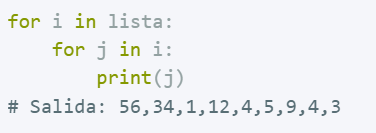 for i in lista:
    for j in i:
        print(j)
# Salida: 56,34,1,12,4,5,9,4,3